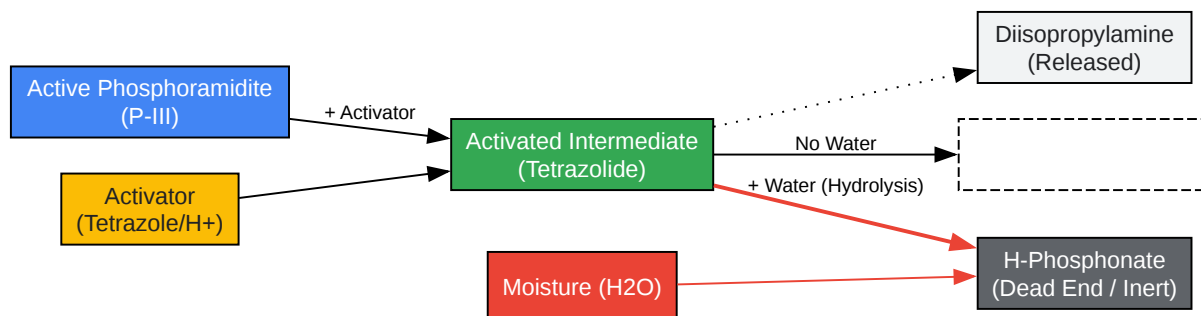 Diisopropylamine
(Released)
Active Phosphoramidite
(P-III)
+ Activator
Activated Intermediate
(Tetrazolide)
No Water
+ Water (Hydrolysis)
Activator
(Tetrazole/H+)
Moisture (H2O)
H-Phosphonate
(Dead End / Inert)